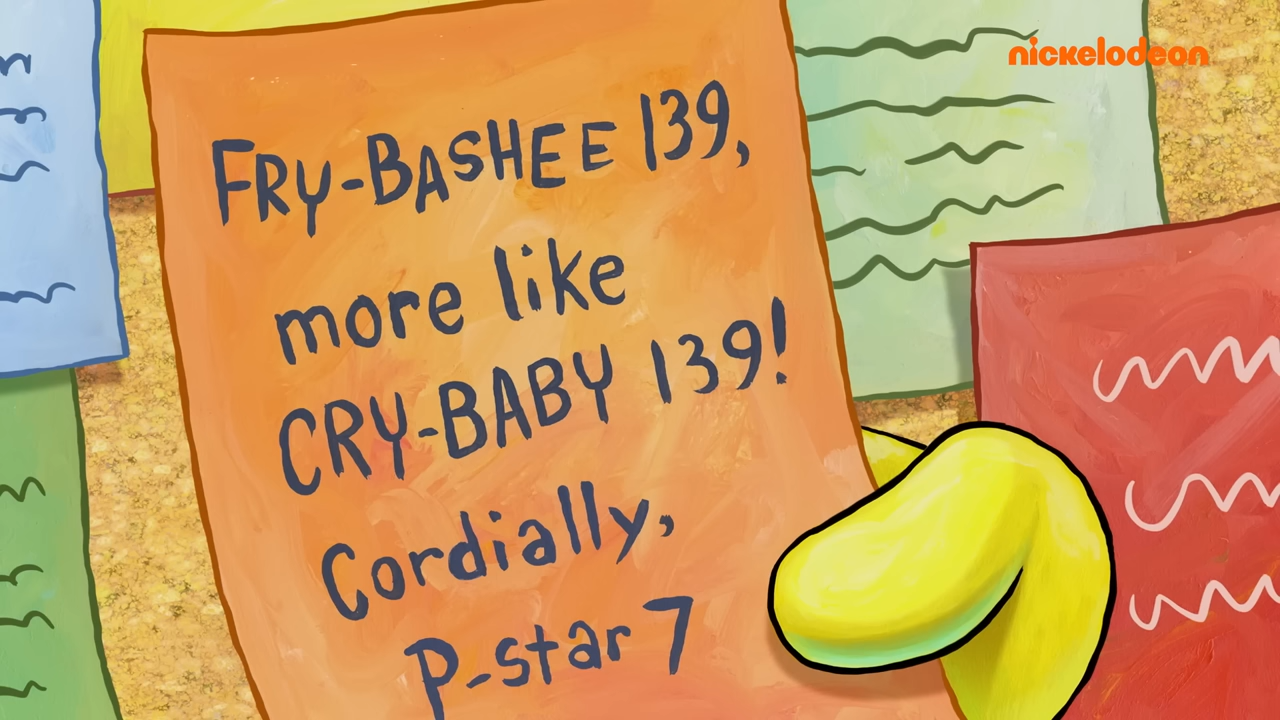 nickelodeon
FRY-BASHEE 139,
more like
CRY-BABY 139!
Cordially,
P-star 7